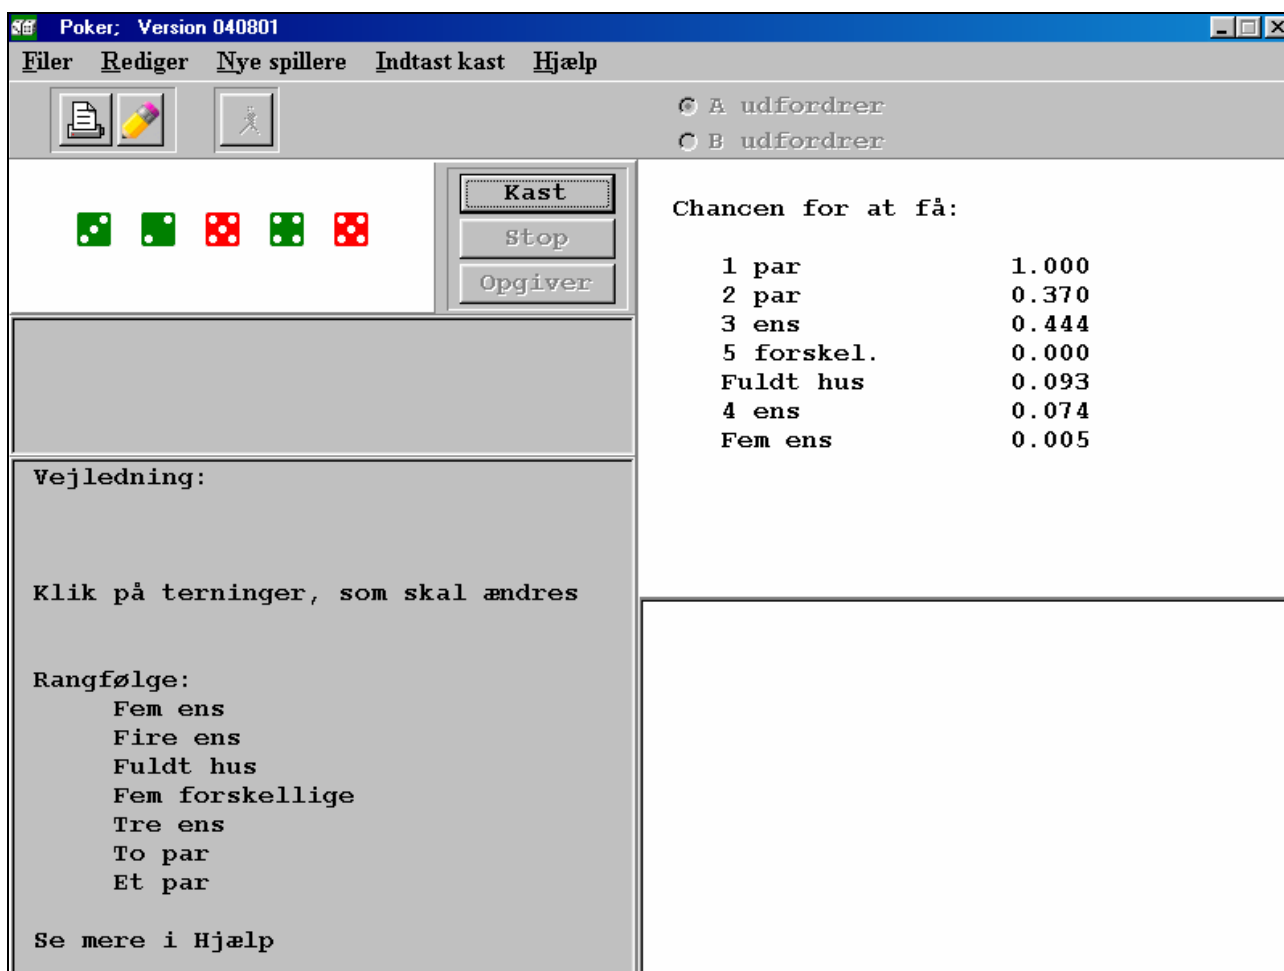 Poker; Version 040801
Filer Rediger Nye spillere Indtast kast Hjælp
A udfordrer
B udfordrer
Kast
Stop
Opgiver
Chancen for at få:
1 par 1.000
2 par 0.370
3 ens 0.444
5 forskel. 0.000
Fuldt hus 0.093
4 ens 0.074
Fem ens 0.005
Vejledning:
Klik på terninger, som skal ændres
Rangfølge:
Fem ens
Fire ens
Fuldt hus
Fem forskellige
Tre ens
To par
Et par
Se mere i Hjælp